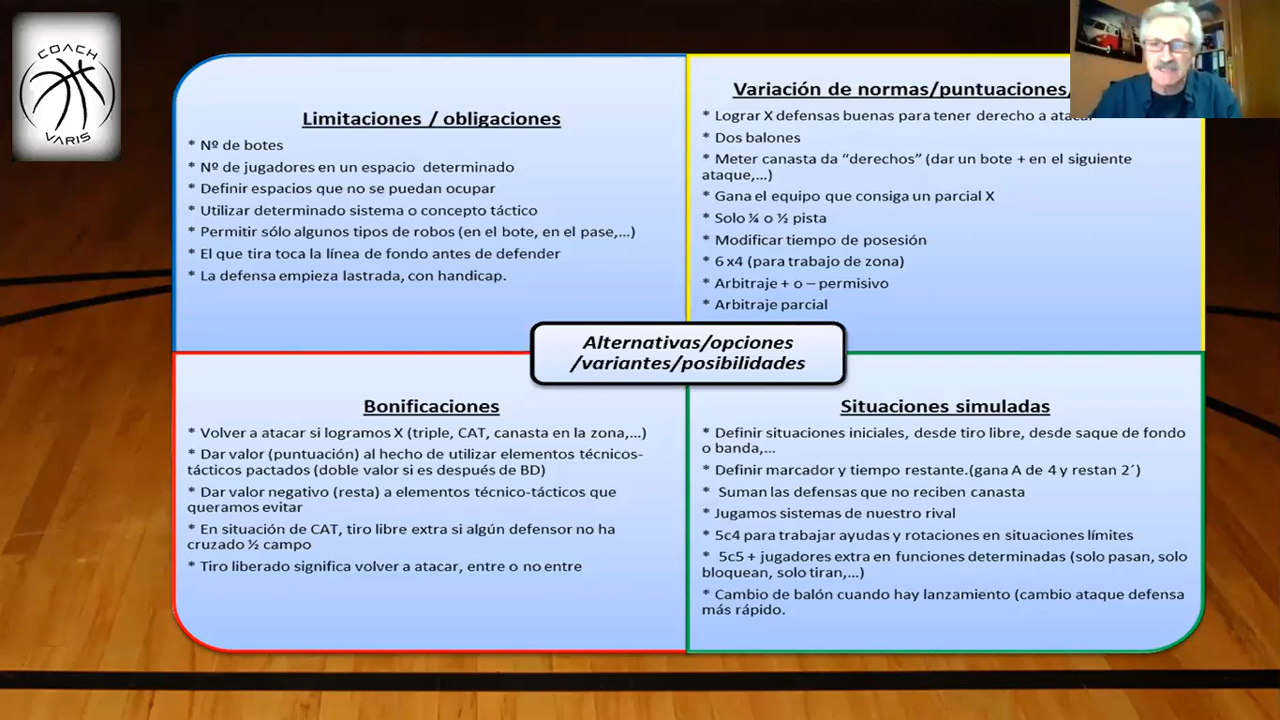 COACH
VARIS
Limitaciones / obligaciones
* Nº de botes
* Nº de jugadores en un espacio determinado
* Definir espacios que no se puedan ocupar
* Utilizar determinado sistema o concepto táctico
* Permitir sólo algunos tipos de robos (en el bote, en el pase,...)
* El que tira toca la línea de fondo antes de defender
* La defensa empieza lastrada, con handicap.
Variación de normas/puntuaciones/
* Lograr X defensas buenas para tener derecho a
* Dos balones
* Meter canasta da “derechos” (dar un bote + en el siguiente
ataque,...)
* Gana el equipo que consiga un parcial X
* Solo ¼ o ½ pista
* Modificar tiempo de posesión
* 6 x4 (para trabajo de zona)
* Arbitraje + o – permisivo
* Arbitraje parcial
Alternativas/opciones
/variantes/posibilidades
Bonificaciones
* Volver a atacar si logramos X (triple, CAT, canasta en la zona,...)
* Dar valor (puntuación) al hecho de utilizar elementos técnicos-
tácticos pactados (doble valor si es después de BD)
* Dar valor negativo (resta) a elementos técnico-tácticos que
queramos evitar
* En situación de CAT, tiro libre extra si algún defensor no ha
cruzado ½ campo
* Tiro liberado significa volver a atacar, entre o no entre
Situaciones simuladas
* Definir situaciones iniciales, desde tiro libre, desde saque de fondo
o banda,...
* Definir marcador y tiempo restante.(gana A de 4 y restan 2´)
* Suman las defensas que no reciben canasta
* Jugamos sistemas de nuestro rival
* 5c4 para trabajar ayudas y rotaciones en situaciones límites
* 5c5 + jugadores extra en funciones determinadas (solo pasan, solo
bloquean, solo tiran,...)
* Cambio de balón cuando hay lanzamiento (cambio ataque defensa
más rápido.